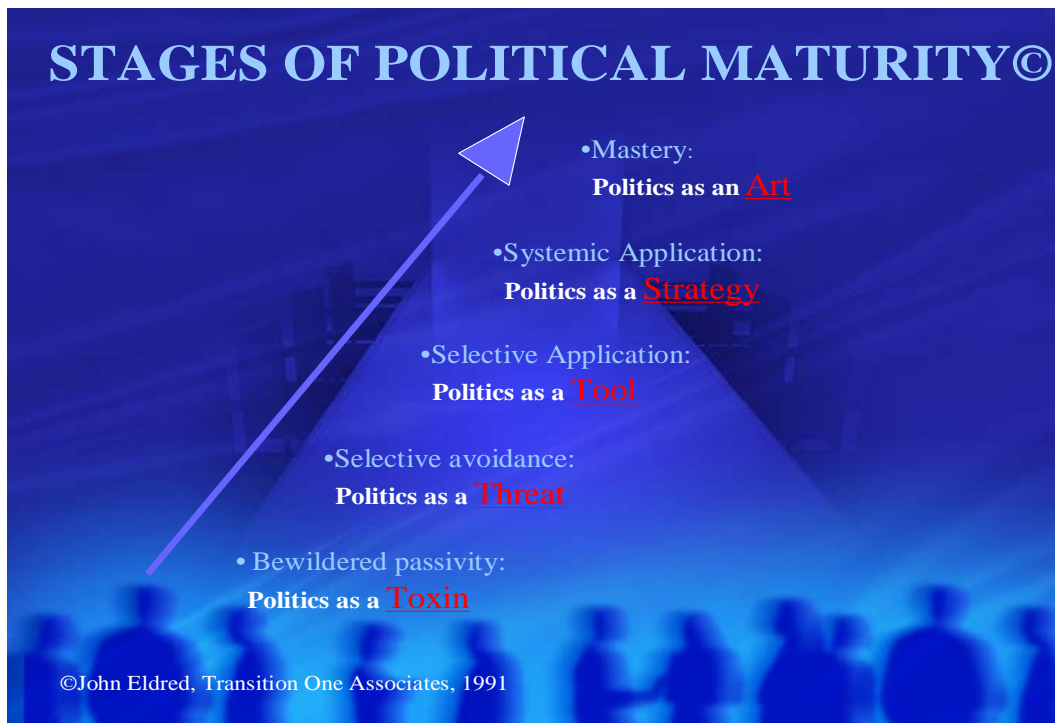 STAGES OF POLITICAL MATURITY©
•Mastery:
Politics as an Art
•Systemic Application:
Politics as a Strategy
•Selective Application:
Politics as a Tool
•Selective avoidance:
Politics as a Threat
• Bewildered passivity:
Politics as a Toxin
©John Eldred, Transition One Associates, 1991